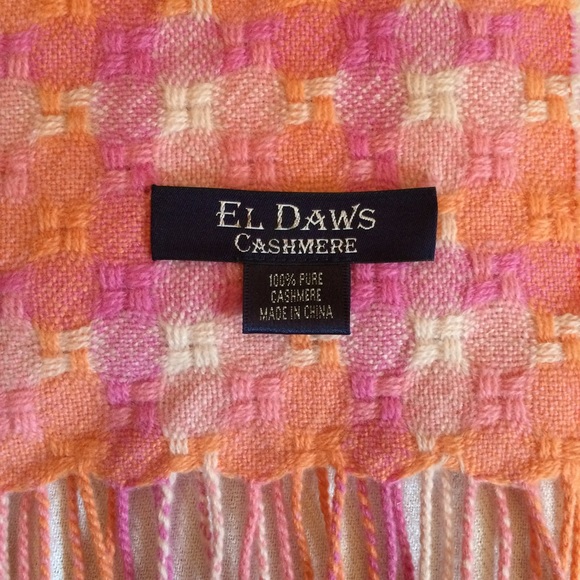 EL DAWS
CASHMERE
100% PURE
CASHMERE
MADE IN CHINA